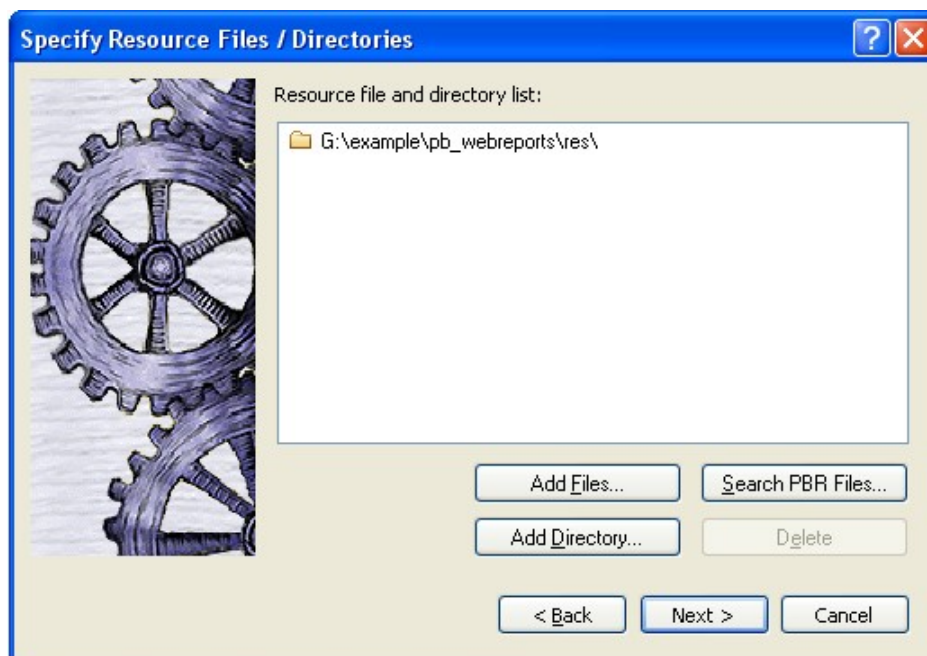 Specify Resource Files / Directories
Resource file and directory list:
G:\example\pb_webreports\res\
Add Files... Search PBR Files...
Add Directory... Delete
< Back Next > Cancel